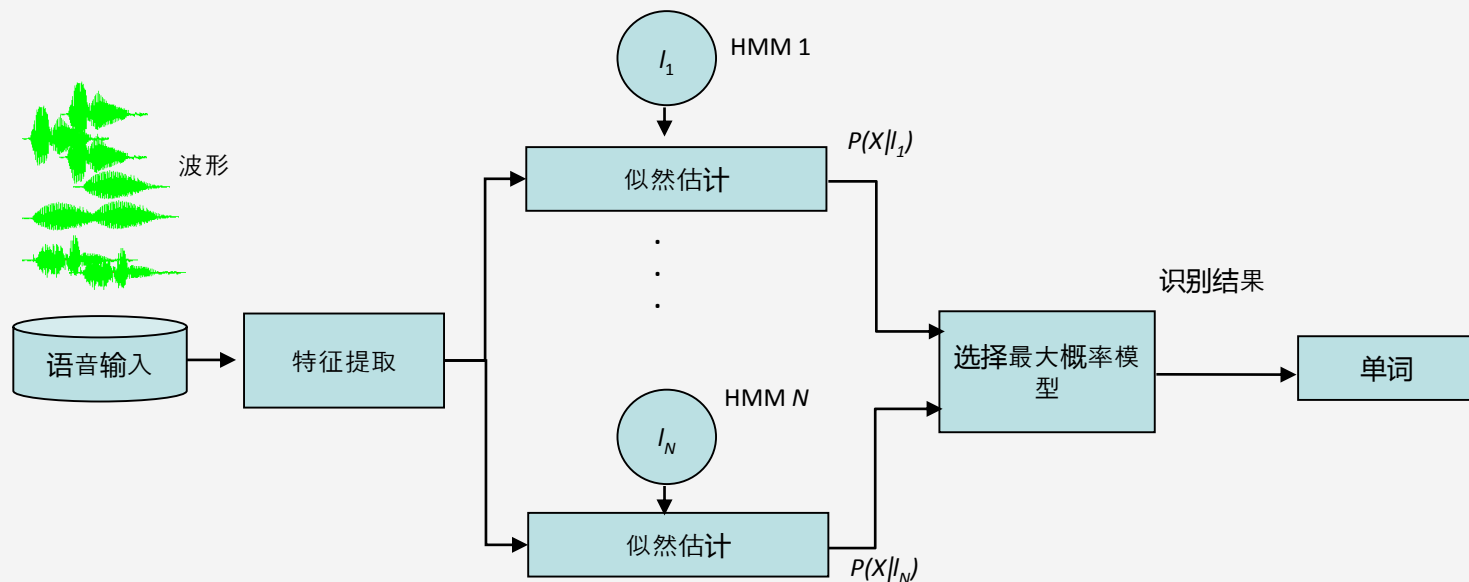 HMM 1
l1
P(X|l1)
波形
似然估计
.
.
.
识别结果
语音输入
特征提取
选择最大概率模
型
单词
HMM N
lN
似然估计
P(X|lN)